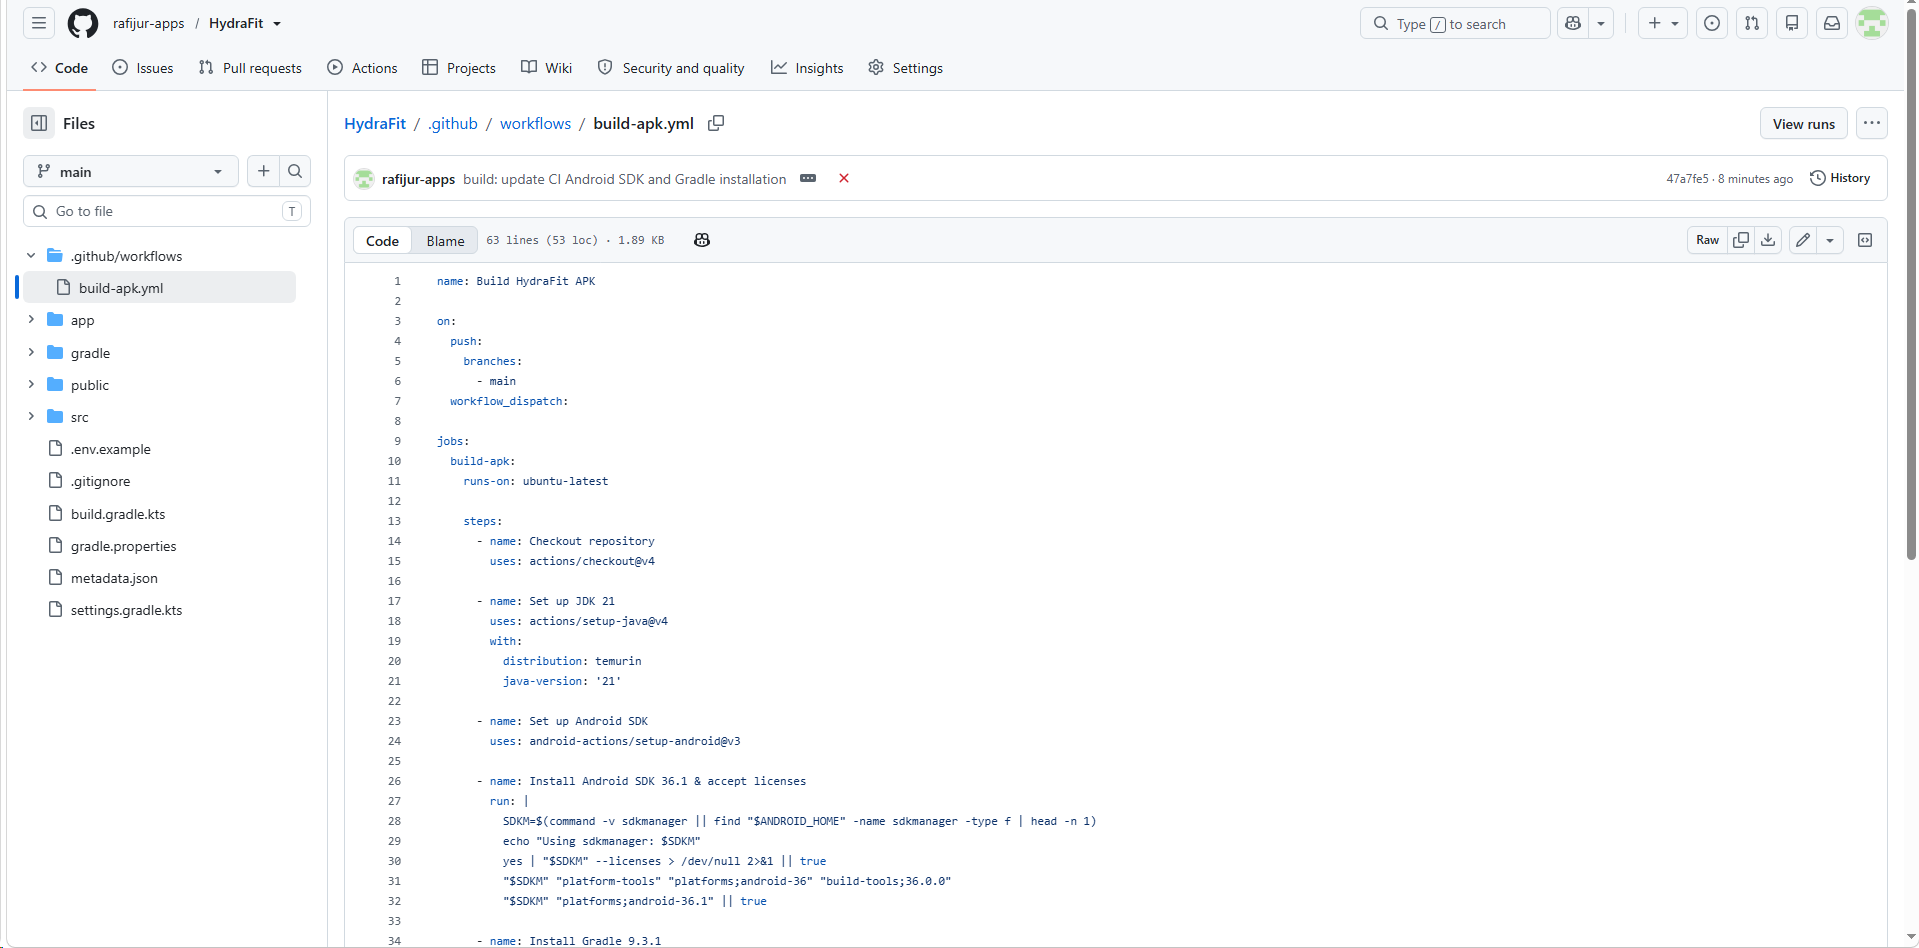 rafijur-apps / HydraFit
Type / to search
Code Issues Pull requests Actions Projects Wiki Security and quality Insights Settings
Files
main
Go to file T
.github/workflows
build-apk.yml
app
gradle
public
src
.env.example
.gitignore
build.gradle.kts
gradle.properties
metadata.json
settings.gradle.kts
HydraFit / .github / workflows / build-apk.yml
View runs
rafijur-apps build: update CI Android SDK and Gradle installation
47a7fe5 · 8 minutes ago History
Code Blame 63 lines (53 loc) · 1.89 KB
Raw
1 name: Build HydraFit APK
2
3 on:
4 push:
5 branches:
6 - main
7 workflow_dispatch:
8
9 jobs:
10 build-apk:
11 runs-on: ubuntu-latest
12
13 steps:
14 - name: Checkout repository
15 uses: actions/checkout@v4
16
17 - name: Set up JDK 21
18 uses: actions/setup-java@v4
19 with:
20 distribution: temurin
21 java-version: '21'
22
23 - name: Set up Android SDK
24 uses: android-actions/setup-android@v3
25
26 - name: Install Android SDK 36.1 & accept licenses
27 run: |
28 SDKM=$(command -v sdkmanager || find "$ANDROID_HOME" -name sdkmanager -type f | head -n 1)
29 echo "Using sdkmanager: $SDKM"
30 yes | "$SDKM" --licenses > /dev/null 2>&1 || true
31 "$SDKM" "platform-tools" "platforms;android-36" "build-tools;36.0.0"
32 "$SDKM" "platforms;android-36.1" || true
33
34 - name: Install Gradle 9.3.1